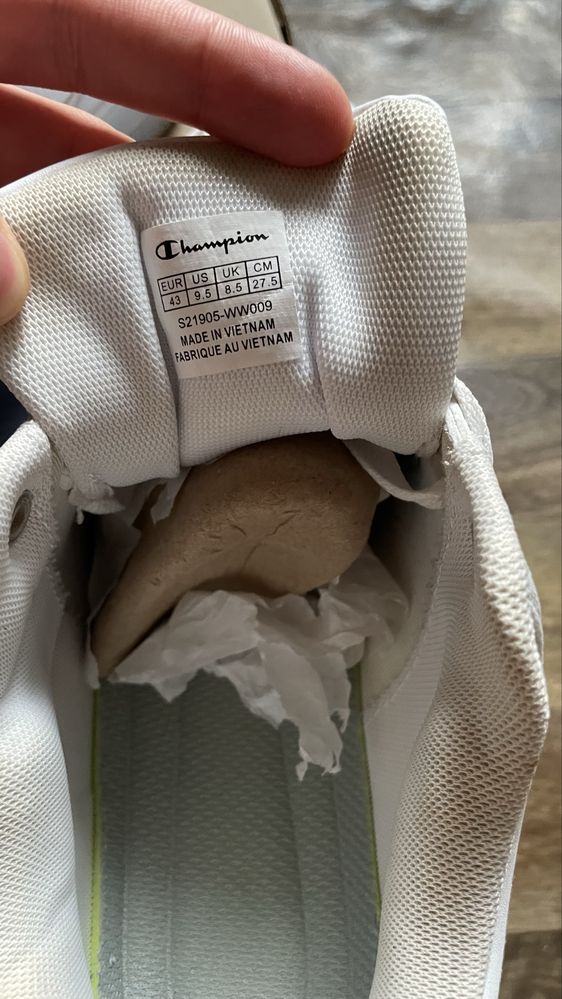 Champion
EUR US UK CM
43 9.5 8.5 27.5
S21905-WW009
MADE IN VIETNAM
FABRIQUE AU VIETNAM